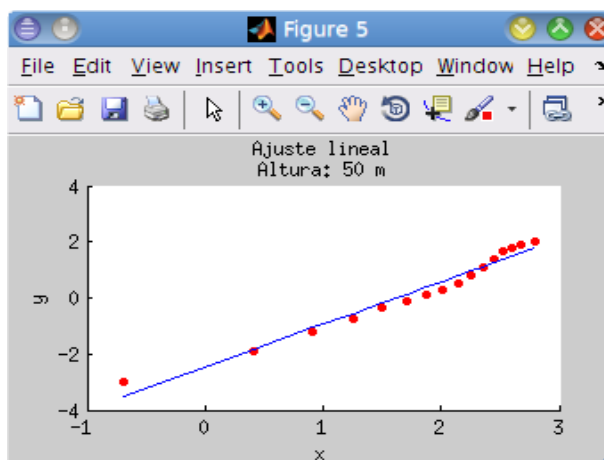 Figure 5
File Edit View Insert Tools Desktop Window Help
Ajuste lineal
Altura: 50 m
4
2
0
-2
-4
y
-1 0 1 2 3
x